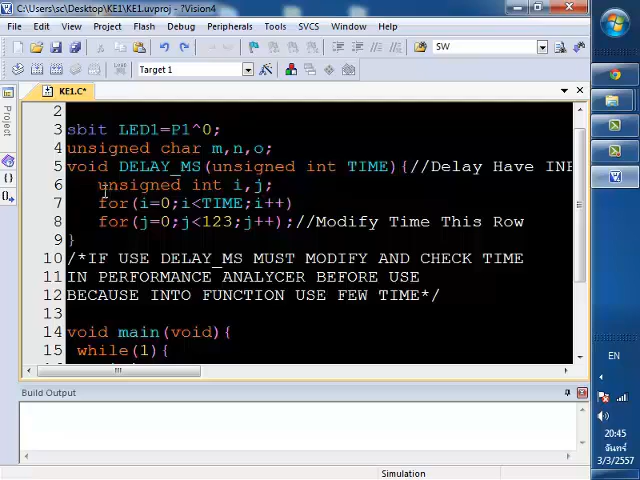 C:\Users\sc\Desktop\KE1\KE1.uvproj - ?Vision4
File Edit View Project Flash Debug Peripherals Tools SVCS Window Help
SW
Target 1
KE1.C*
Project
2
3 sbit LED1=P1^0;
4 unsigned char m,n,o;
5 void DELAY_MS(unsigned int TIME){//Delay Have INP
6 unsigned int i,j;
7 for(i=0;i<TIME;i++)
8 for(j=0;j<123;j++);//Modify Time This Row
9 }
10 /*IF USE DELAY_MS MUST MODIFY AND CHECK TIME
11 IN PERFORMANCE ANALYCER BEFORE USE
12 BECAUSE INTO FUNCTION USE FEW TIME*/
13
14 void main(void){
15 while(1){
Build Output
Simulation
EN
20:45
3/3/2557